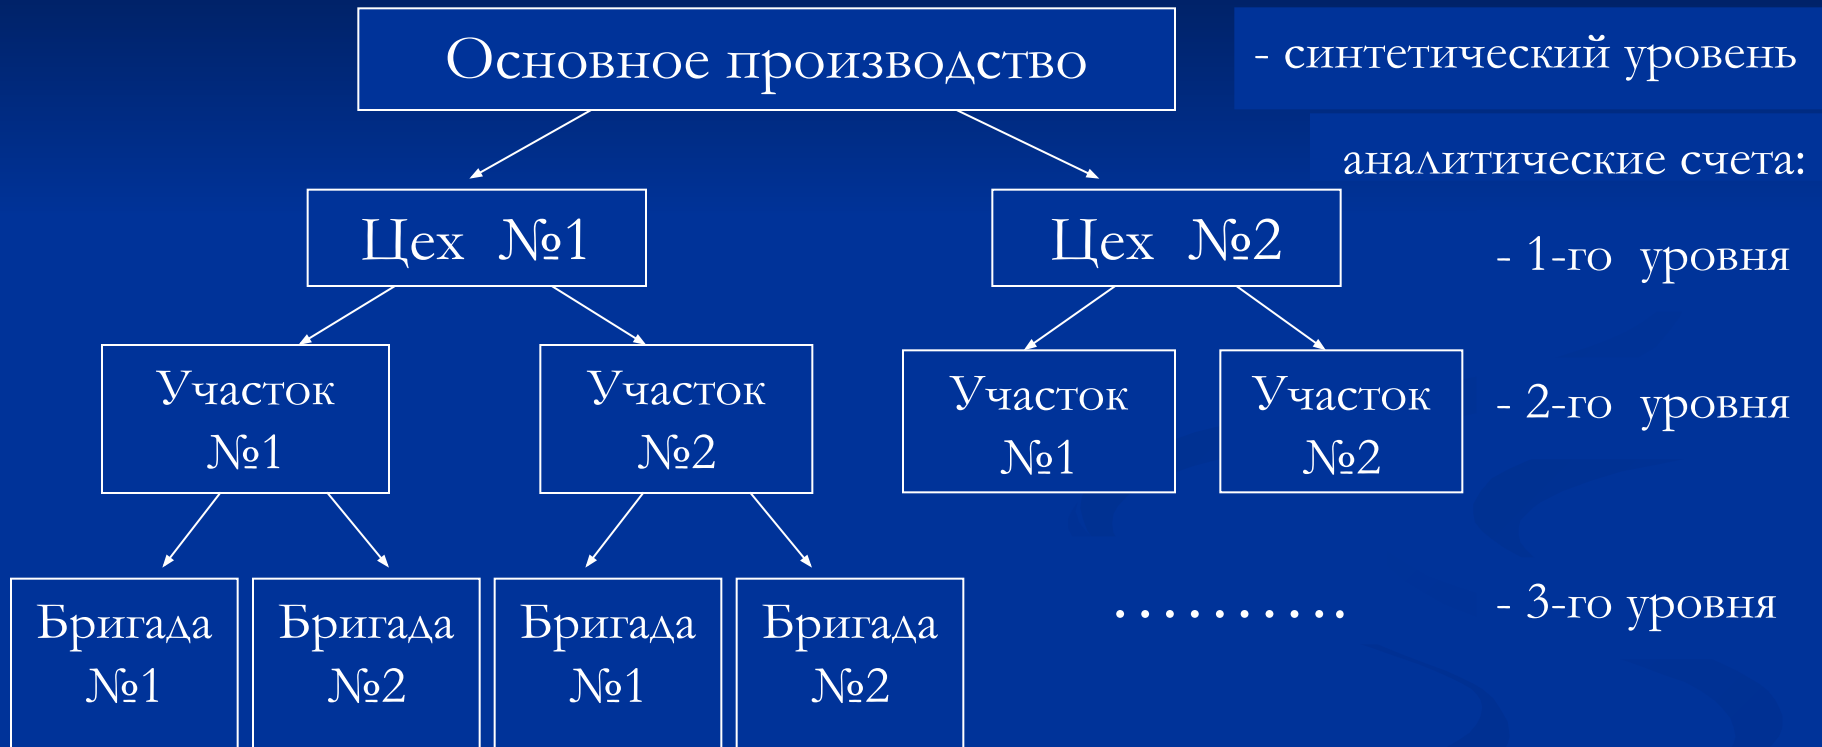 Основное производство
- синтетический уровень
аналитические счета:
Цех №1
Цех №2
- 1-го уровня
Участок
№1
Участок
№2
Участок
№1
Участок
№2
- 2-го уровня
Бригада
№1
Бригада
№2
Бригада
№1
Бригада
№2
..........
- 3-го уровня